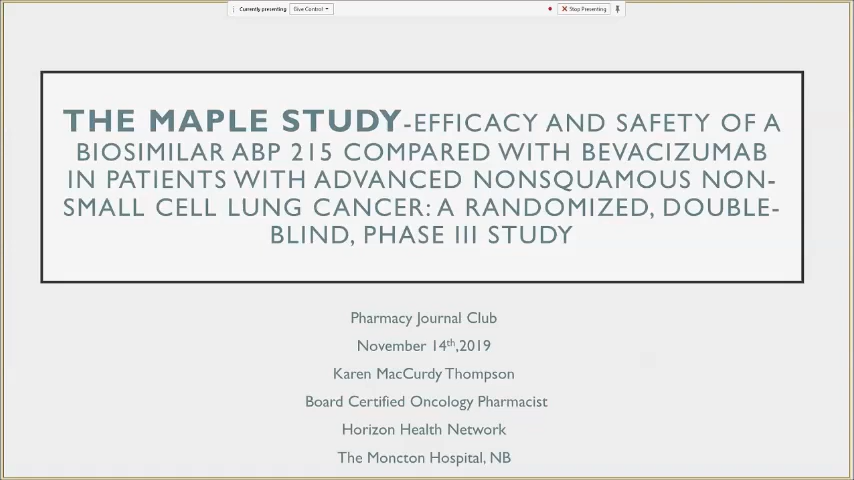 Currently presenting Give Control Stop Presenting
THE MAPLE STUDY-EFFICACY AND SAFETY OF A
BIOSIMILAR ABP 215 COMPARED WITH BEVACIZUMAB
IN PATIENTS WITH ADVANCED NONSQUAMOUS NON-
SMALL CELL LUNG CANCER: A RANDOMIZED, DOUBLE-
BLIND, PHASE III STUDY
Pharmacy Journal Club
November 14th,2019
Karen MacCurdy Thompson
Board Certified Oncology Pharmacist
Horizon Health Network
The Moncton Hospital, NB